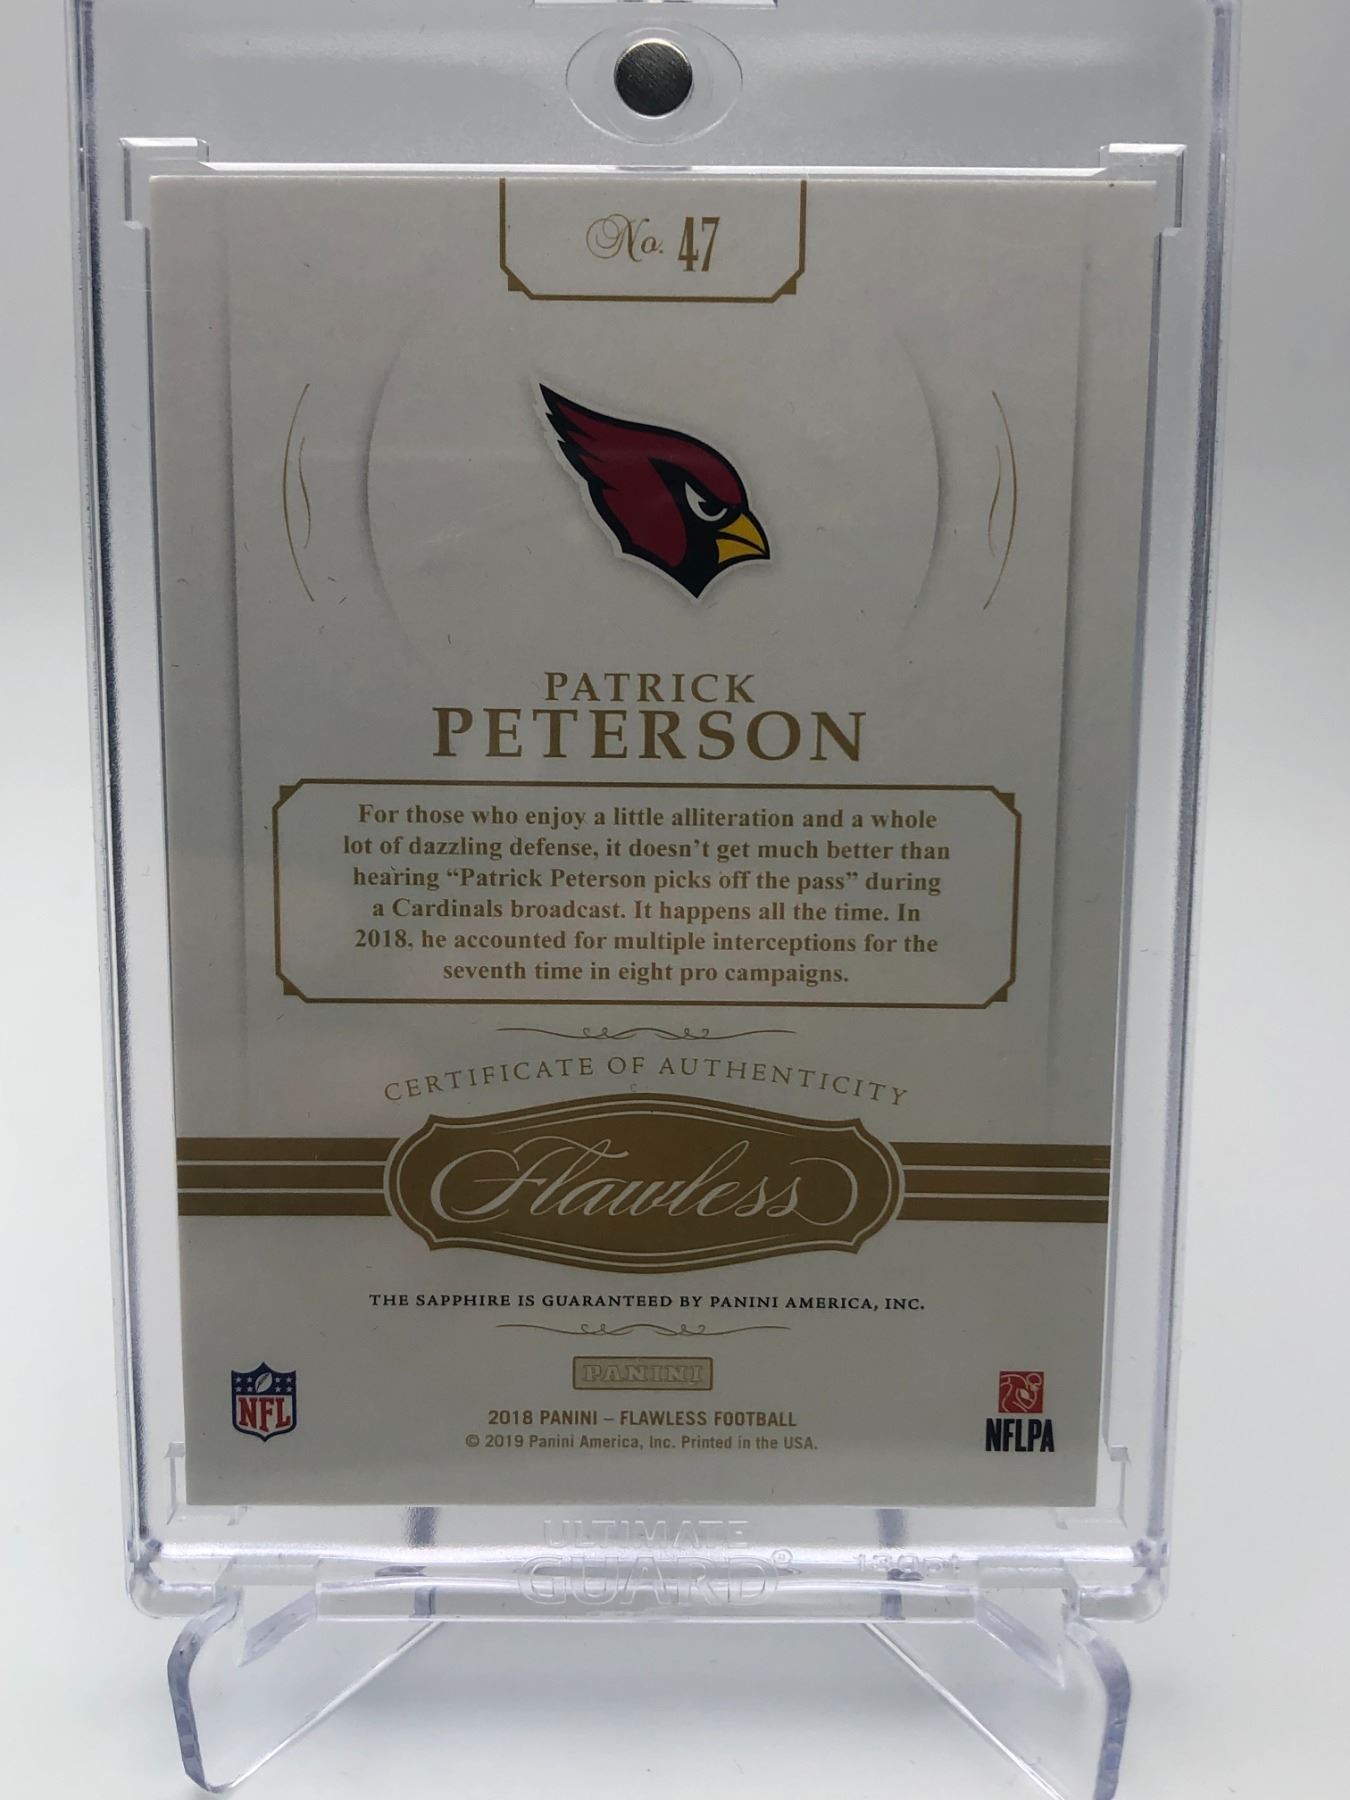 No. 47
PATRICK
PETERSON
For those who enjoy a little alliteration and a whole
lot of dazzling defense, it doesn't get much better than
hearing “Patrick Peterson picks off the pass” during
a Cardinals broadcast. It happens all the time. In
2018, he accounted for multiple interceptions for the
seventh time in eight pro campaigns.
CERTIFICATE OF AUTHENTICITY
Flawless
THE SAPPHIRE IS GUARANTEED BY PANINI AMERICA, INC.
PANINI
NFL
2018 PANINI – FLAWLESS FOOTBALL
© 2019 Panini America, Inc. Printed in the USA.
NFLPA
ULTIMATE
GUARD® 130pt